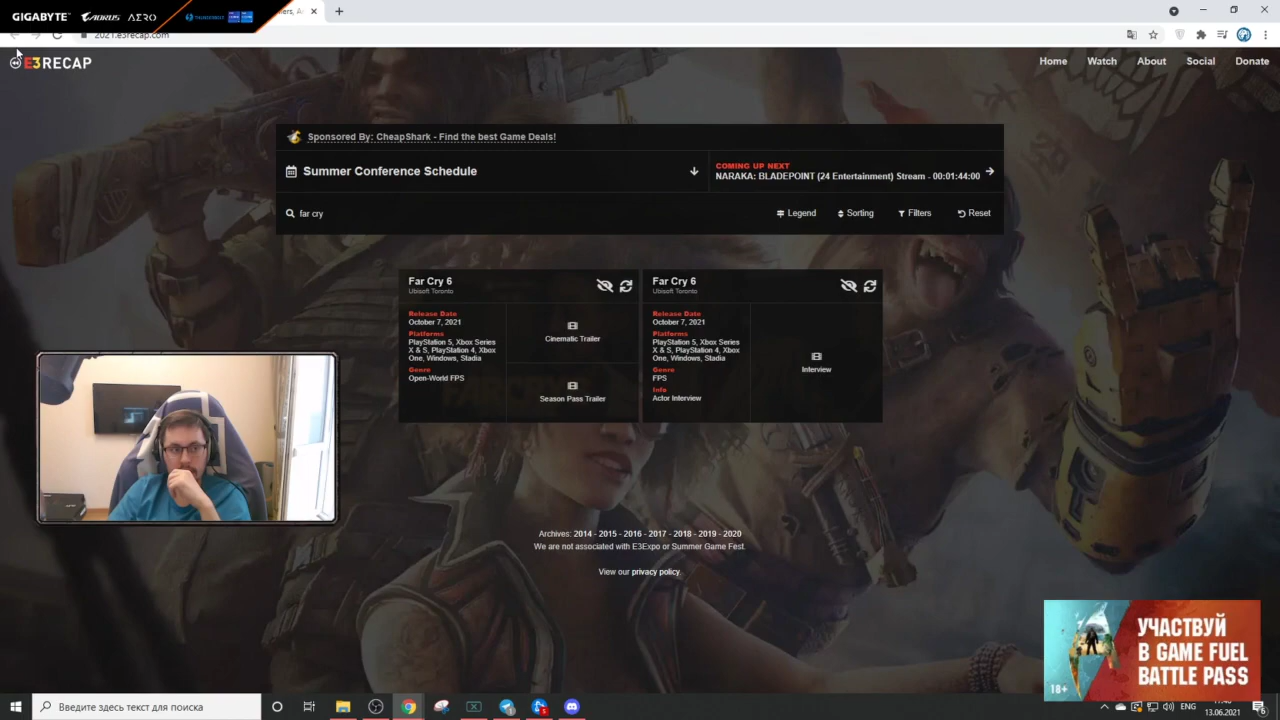 GIGABYTE AORUS AERO THUNDERBOLT
2021.e3recap.com
E3RECAP
Home Watch About Social Donate
Sponsored By: CheapShark - Find the best Game Deals!
Summer Conference Schedule
COMING UP NEXT
NARAKA: BLADEPOINT (24 Entertainment) Stream - 00:01:44:00
far cry
Legend Sorting Filters Reset
Far Cry 6
Ubisoft Toronto
Release Date
October 7, 2021
Platforms
PlayStation 5, Xbox Series
X & S, PlayStation 4, Xbox
One, Windows, Stadia
Genre
Open-World FPS
Cinematic Trailer
Season Pass Trailer
Far Cry 6
Ubisoft Toronto
Release Date
October 7, 2021
Platforms
PlayStation 5, Xbox Series
X & S, PlayStation 4, Xbox
One, Windows, Stadia
Genre
FPS
Info
Actor Interview
Interview
Archives: 2014 - 2015 - 2016 - 2017 - 2018 - 2019 - 2020
We are not associated with E3Expo or Summer Game Fest.
View our privacy policy.
УЧАСТВУЙ
В GAME FUEL
BATTLE PASS
18+
Введите здесь текст для поиска
ENG
13.06.2021